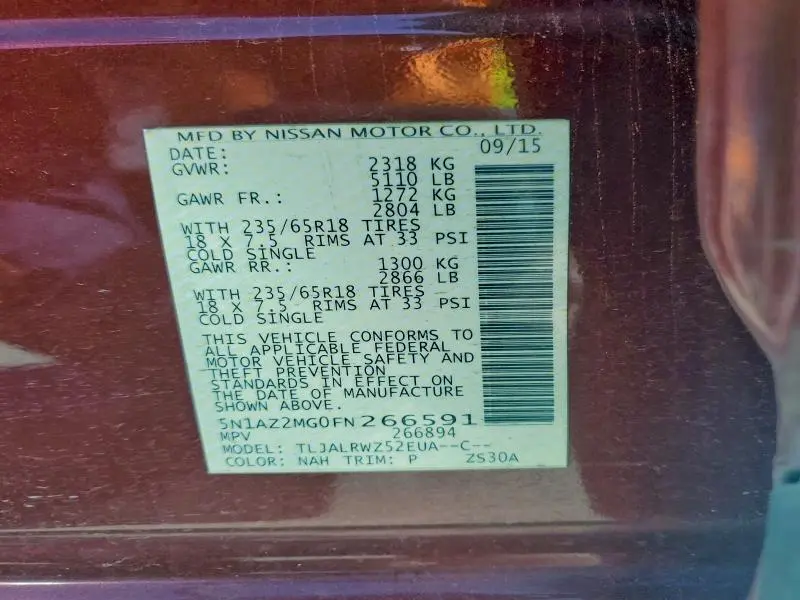 MFD BY NISSAN MOTOR CO., LTD.
DATE: 09/15
GVWR: 2318 KG
5110 LB
GAWR FR.: 1272 KG
2804 LB
WITH 235/65R18 TIRES
18 X 7.5 RIMS AT 33 PSI
COLD SINGLE
GAWR RR.: 1300 KG
2866 LB
WITH 235/65R18 TIRES
18 X 7.5 RIMS AT 33 PSI
COLD SINGLE
THIS VEHICLE CONFORMS TO
ALL APPLICABLE FEDERAL
MOTOR VEHICLE SAFETY AND
THEFT PREVENTION
STANDARDS IN EFFECT ON
THE DATE OF MANUFACTURE
SHOWN ABOVE.
5N1AZ2MG0FN266591
MPV 266894
MODEL: TLJALRWZ52EUA--C--
COLOR: NAH TRIM: P ZS30A